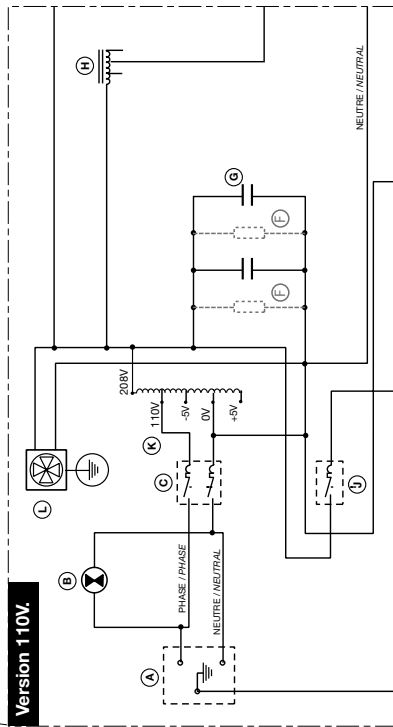 Version 110V.
H
NEUTRE / NEUTRAL
G
F
F
208V
110V
-5V
0V
+5V
K
L
C
J
B
PHASE / PHASE
NEUTRE / NEUTRAL
A